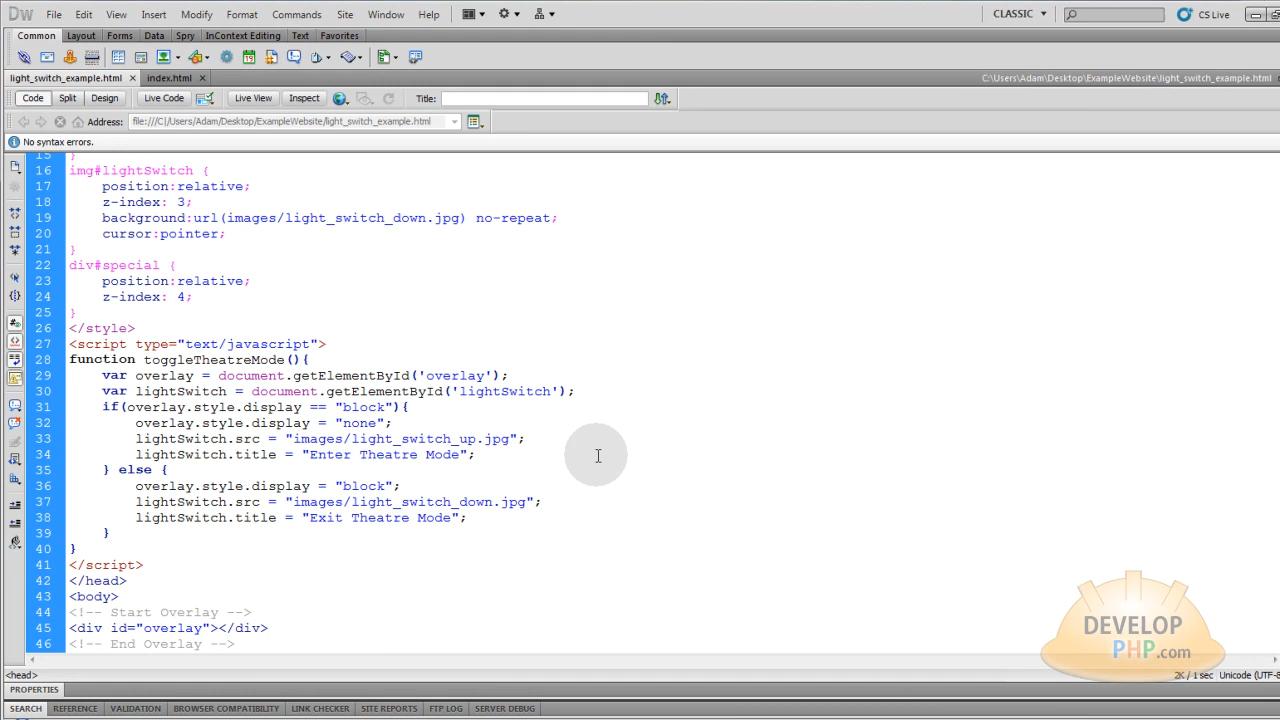 Dw File Edit View Insert Modify Format Commands Site Window Help CLASSIC CS Live
Common Layout Forms Data Spry InContext Editing Text Favorites
light_switch_example.html × index.html × C:\Users\Adam\Desktop\ExampleWebsite\light_switch_example.html
Code Split Design Live Code Live View Inspect Title:
Address: file:///C|/Users/Adam/Desktop/ExampleWebsite/light_switch_example.html
No syntax errors.
15 }
16 img#lightSwitch {
17 position:relative;
18 z-index: 3;
19 background:url(images/light_switch_down.jpg) no-repeat;
20 cursor:pointer;
21 }
22 div#special {
23 position:relative;
24 z-index: 4;
25 }
26 </style>
27 <script type="text/javascript">
28 function toggleTheatreMode(){
29 var overlay = document.getElementById('overlay');
30 var lightSwitch = document.getElementById('lightSwitch');
31 if(overlay.style.display == "block"){
32 overlay.style.display = "none";
33 lightSwitch.src = "images/light_switch_up.jpg";
34 lightSwitch.title = "Enter Theatre Mode";
35 } else {
36 overlay.style.display = "block";
37 lightSwitch.src = "images/light_switch_down.jpg";
38 lightSwitch.title = "Exit Theatre Mode";
39 }
40 }
41 </script>
42 </head>
43 <body>
44 <!-- Start Overlay -->
45 <div id="overlay"></div>
46 <!-- End Overlay -->
DEVELOP
PHP.com
<head> 2K / 1 sec Unicode (UTF-8
PROPERTIES
SEARCH REFERENCE VALIDATION BROWSER COMPATIBILITY LINK CHECKER SITE REPORTS FTP LOG SERVER DEBUG